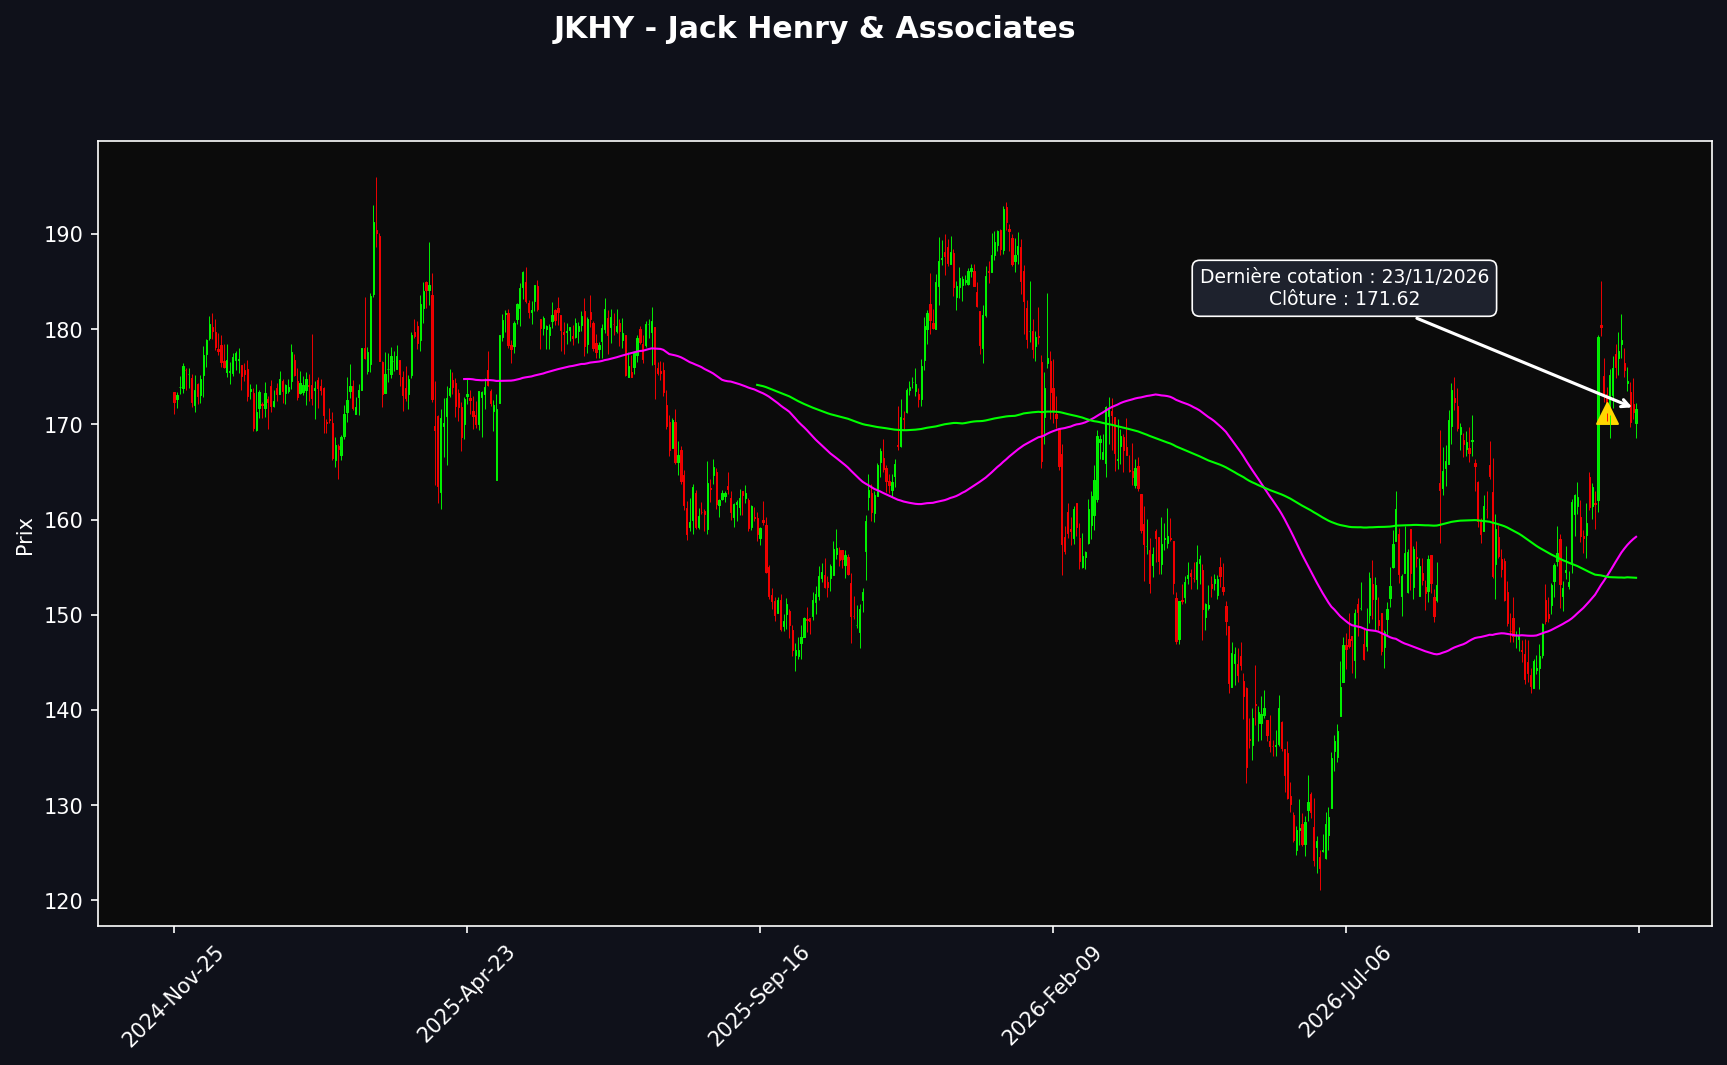 JKHY - Jack Henry & Associates
Dernière cotation : 23/11/2026
Clôture : 171.62
Prix
190
180
170
160
150
140
130
120
2024-Nov-25
2025-Apr-23
2025-Sep-16
2026-Feb-09
2026-Jul-06